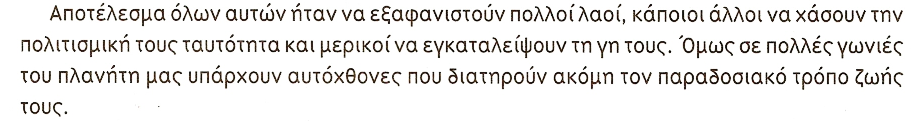 Αποτέλεσμα όλων αυτών ήταν να εξαφανιστούν πολλοί λαοί, κάποιοι άλλοι να χάσουν την
πολιτισμική τους ταυτότητα και μερικοί να εγκαταλείψουν τη γη τους. Όμως σε πολλές γωνιές
του πλανήτη μας υπάρχουν αυτόχθονες που διατηρούν ακόμη τον παραδοσιακό τρόπο ζωής
τους.